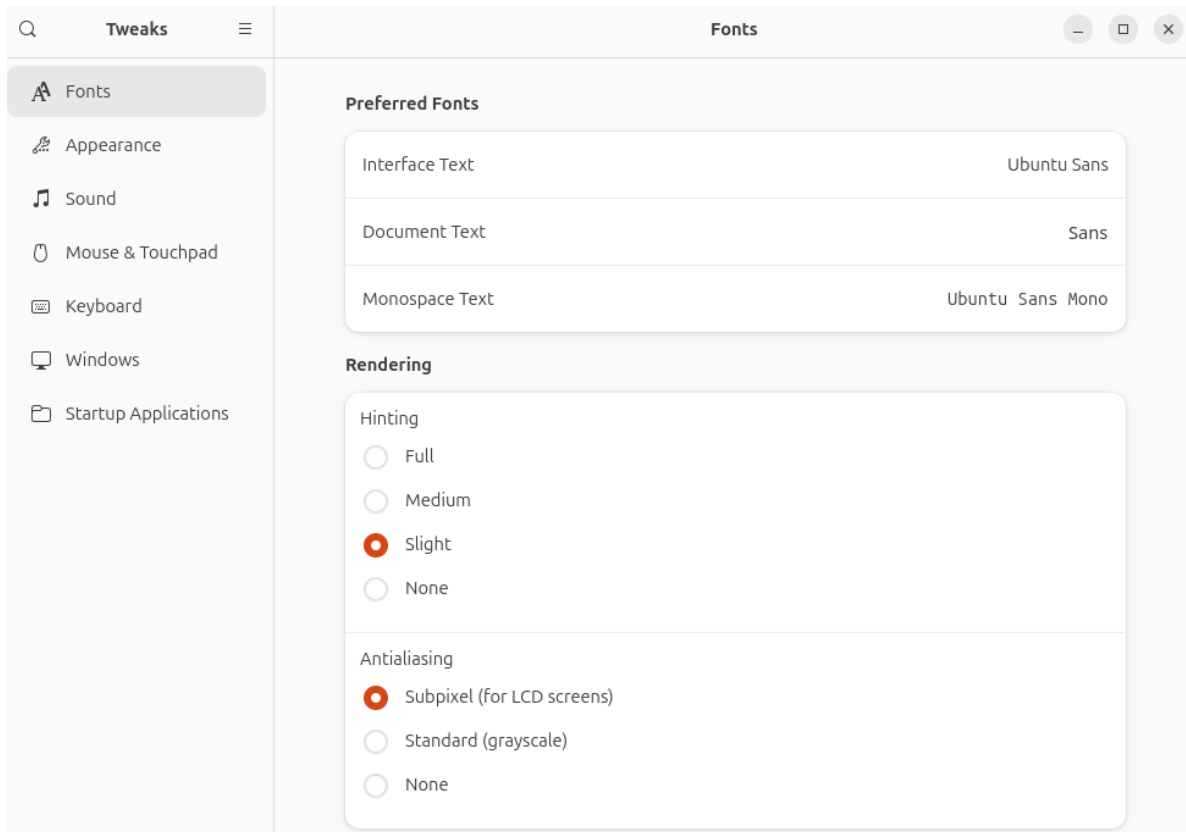 Tweaks
Fonts
Fonts
Appearance
Sound
Mouse & Touchpad
Keyboard
Windows
Startup Applications
Preferred Fonts
Interface Text Ubuntu Sans
Document Text Sans
Monospace Text Ubuntu Sans Mono
Rendering
Hinting
Full
Medium
Slight
None
Antialiasing
Subpixel (for LCD screens)
Standard (grayscale)
None